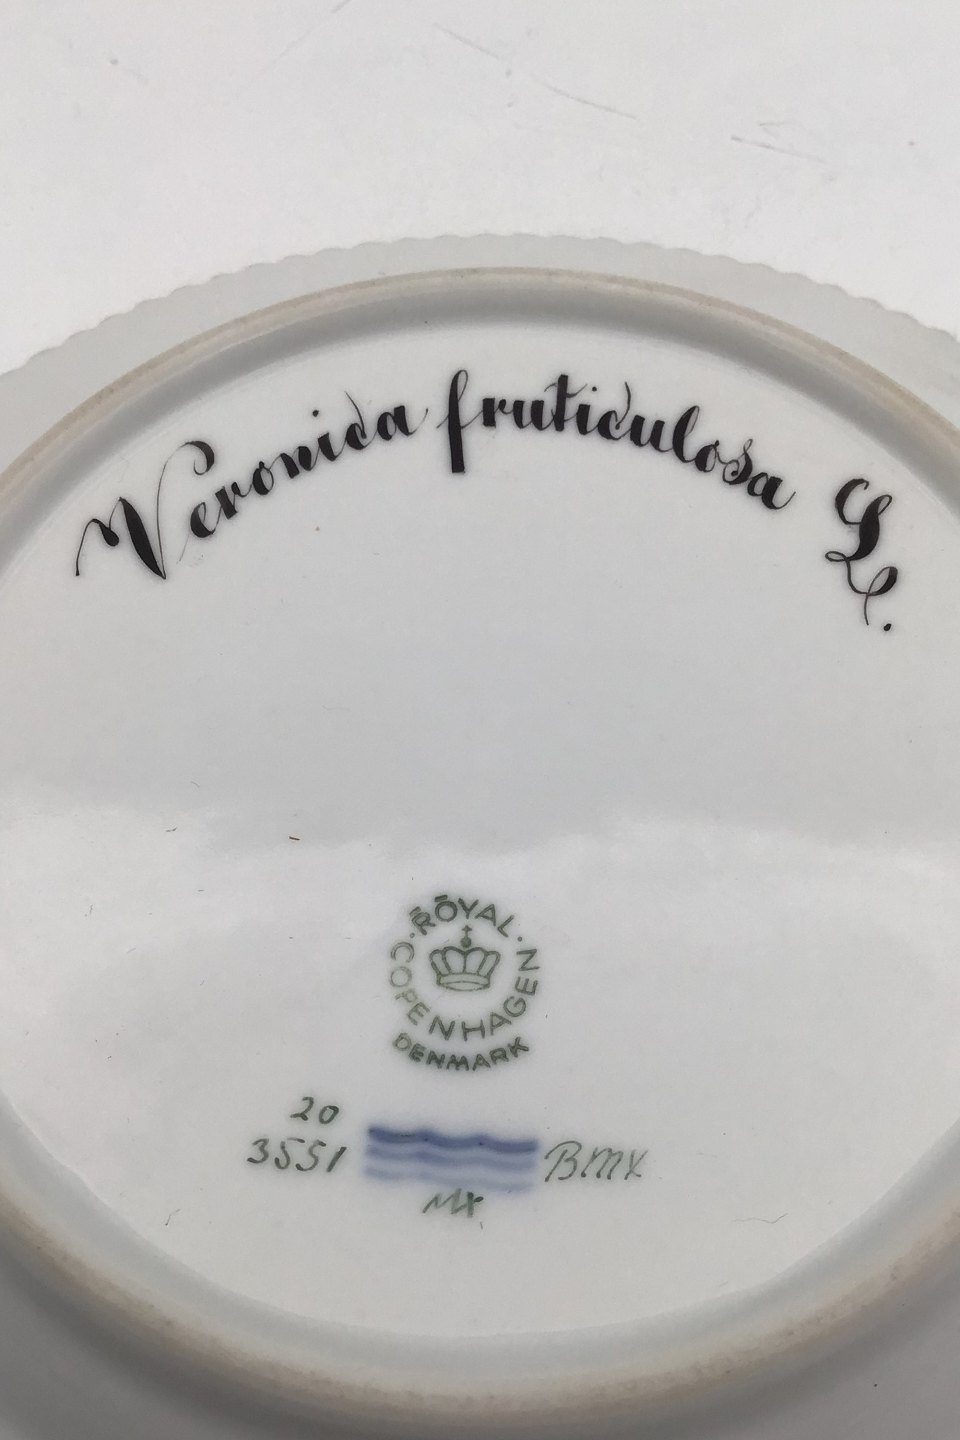 Veronica fruticulosa L.
ROYAL
COPENHAGEN
DENMARK
20
3551
BMX
MX